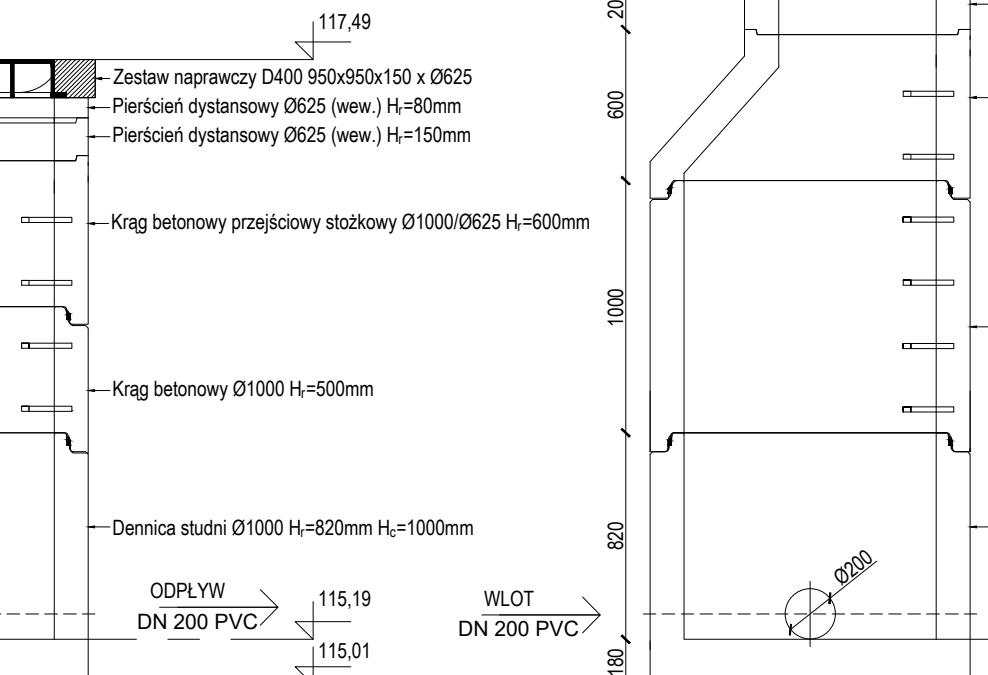 117,49
Zestaw naprawczy D400 950x950x150 x Ø625
Pierścień dystansowy Ø625 (wew.) Hr=80mm
Pierścień dystansowy Ø625 (wew.) Hr=150mm
Krąg betonowy przejściowy stożkowy Ø1000/Ø625 Hr=600mm
Krąg betonowy Ø1000 Hr=500mm
Dennica studni Ø1000 Hr=820mm Hc=1000mm
ODPŁYW
DN 200 PVC
115,19
115,01
WLOT
DN 200 PVC
20
600
1000
820
180
Ø200